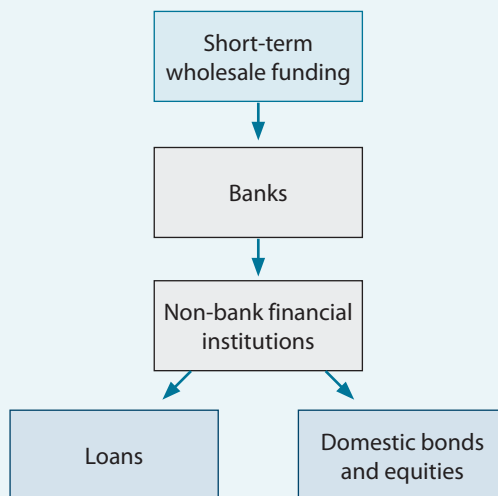 Short-term
wholesale funding
Banks
Non-bank financial
institutions
Loans
Domestic bonds
and equities